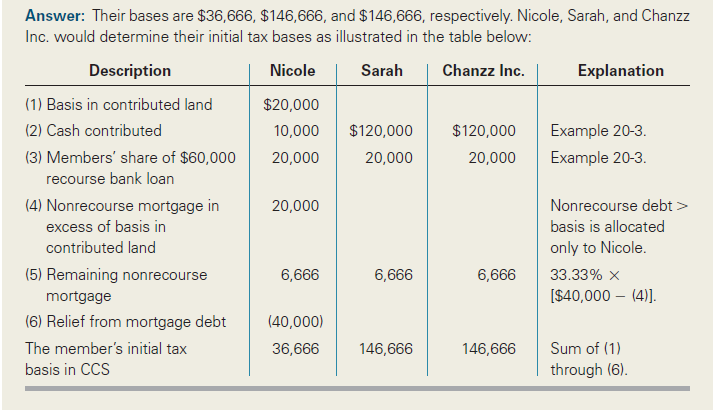 Answer: Their bases are $36,666, $146,666, and $146,666, respectively. Nicole, Sarah, and Chanzz
Inc. would determine their initial tax bases as illustrated in the table below:
Description Nicole Sarah Chanzz Inc. Explanation
(1) Basis in contributed land $20,000
(2) Cash contributed 10,000 $120,000 $120,000 Example 20-3.
(3) Members' share of $60,000 20,000 20,000 20,000 Example 20-3.
recourse bank loan
(4) Nonrecourse mortgage in 20,000 Nonrecourse debt >
excess of basis in basis is allocated
contributed land only to Nicole.
(5) Remaining nonrecourse 6,666 6,666 6,666 33.33% ×
mortgage [$40,000 − (4)].
(6) Relief from mortgage debt (40,000)
The member's initial tax 36,666 146,666 146,666 Sum of (1)
basis in CCS through (6).